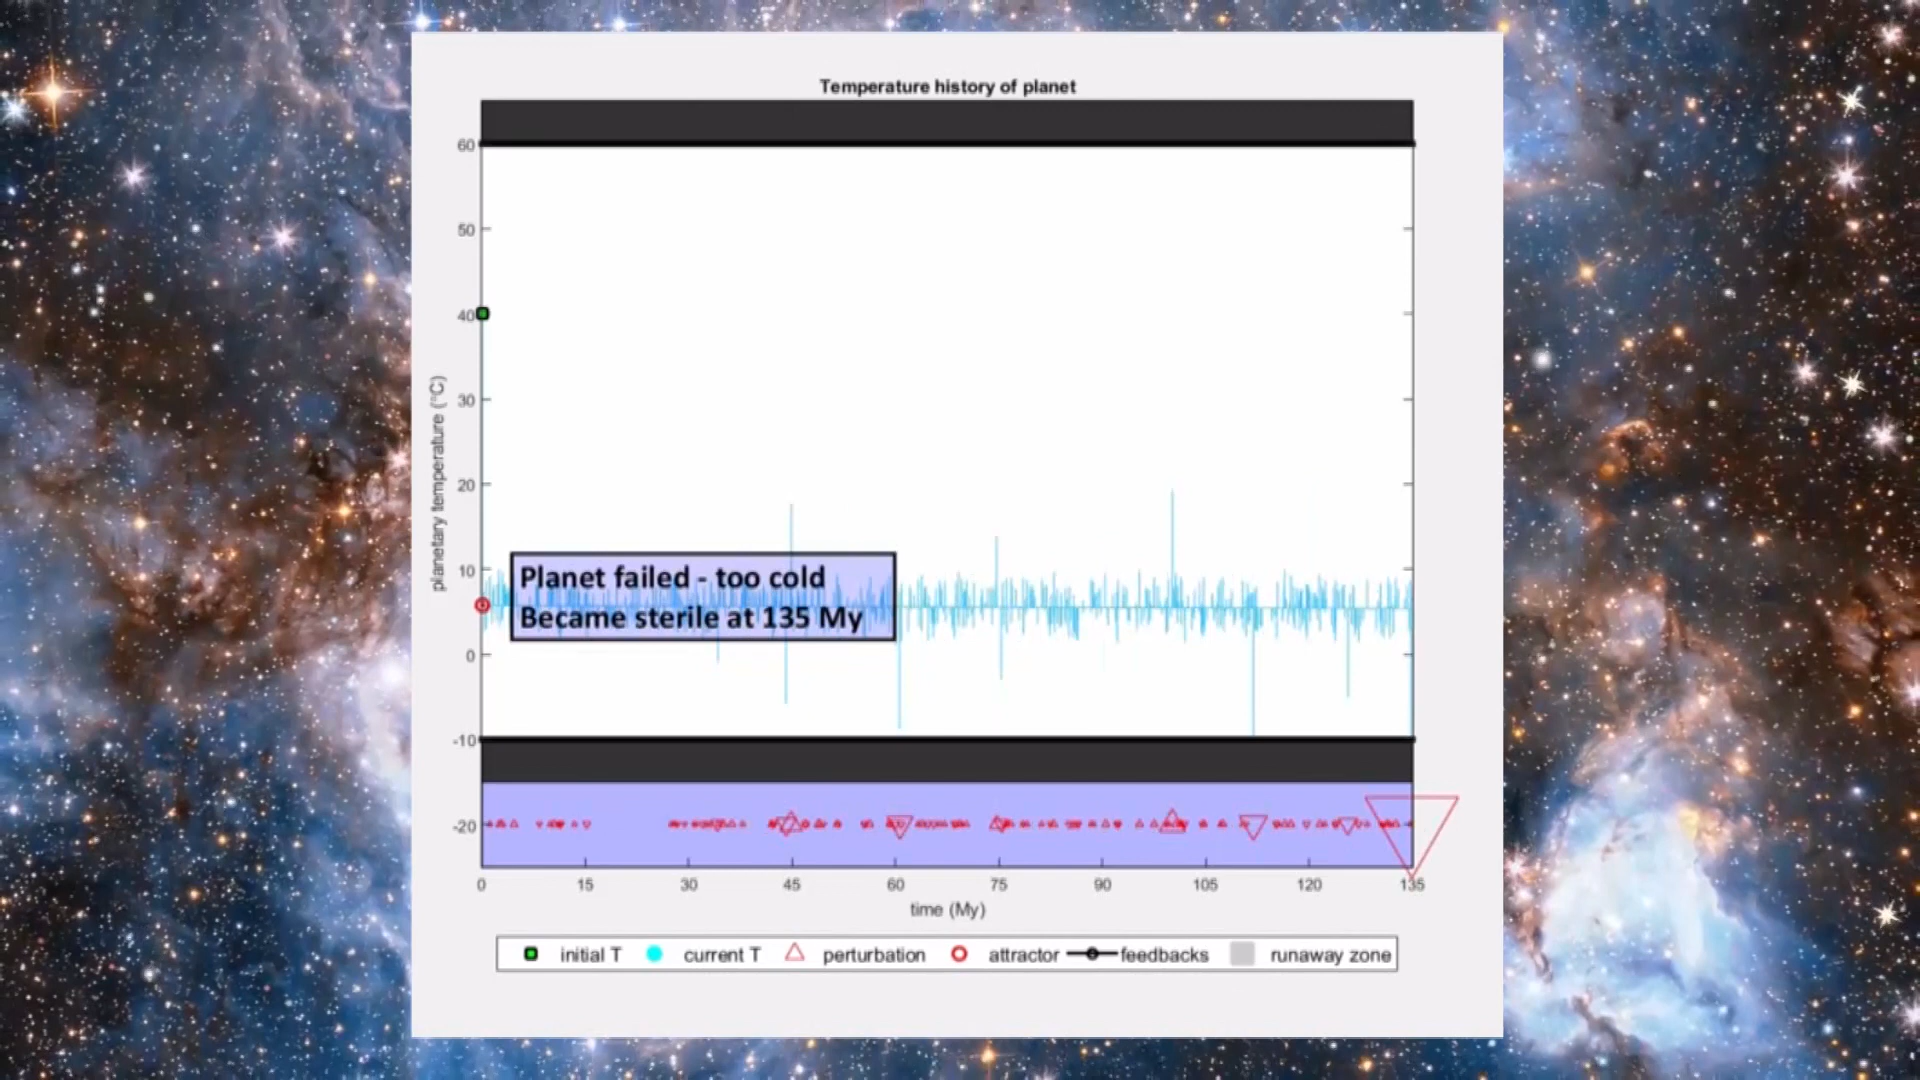 Temperature history of planet
60
50
40
30
20
10
0
-10
-20
planetary temperature (°C)
Planet failed - too cold
Became sterile at 135 My
0 15 30 45 60 75 90 105 120 135
time (My)
initial T current T perturbation attractor feedbacks runaway zone